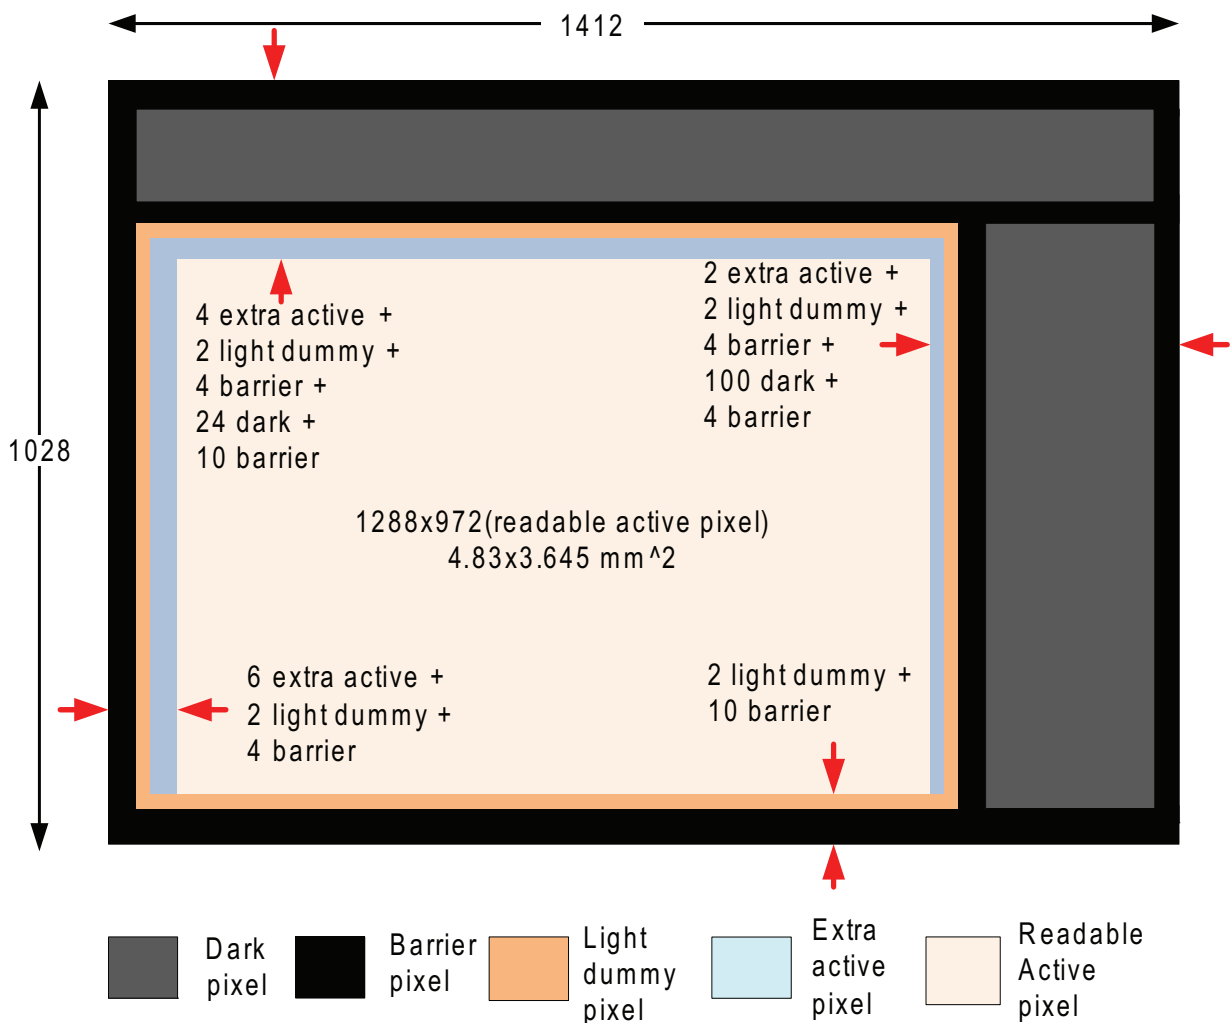 1412
4 extra active +
2 light dummy +
4 barrier +
24 dark +
10 barrier
2 extra active +
2 light dummy +
4 barrier +
100 dark +
4 barrier
1028
1288x972(readable active pixel)
4.83x3.645 mm^2
6 extra active +
2 light dummy +
4 barrier
2 light dummy +
10 barrier
Dark
pixel
Barrier
pixel
Light
dummy
pixel
Extra
active
pixel
Readable
Active
pixel